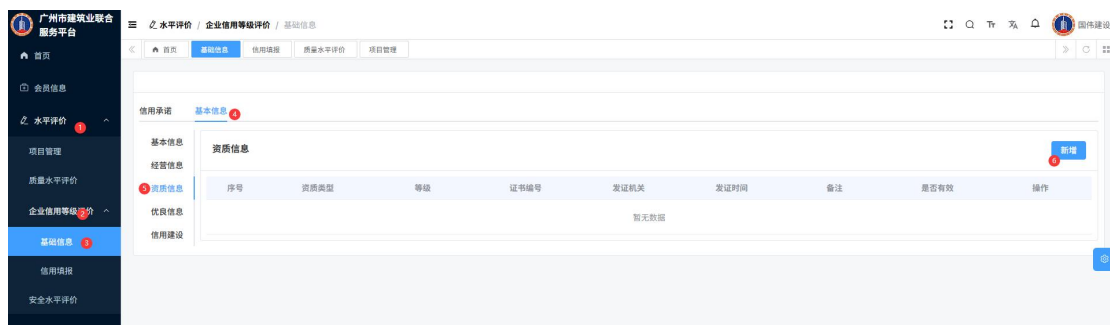 广州市建筑业联合
服务平台
首页
会员信息
水平评价 1
项目管理
质量水平评价
企业信用等级评价 2
基础信息 3
信用填报
安全水平评价
水平评价 / 企业信用等级评价 / 基础信息
国伟建设
首页 基础信息 信用填报 质量水平评价 项目管理
信用承诺 基本信息 4
基本信息
经营信息
5 资质信息
优良信息
信用建设
资质信息
新增
6
序号 资质类型 等级 证书编号 发证机关 发证时间 备注 是否有效 操作
暂无数据